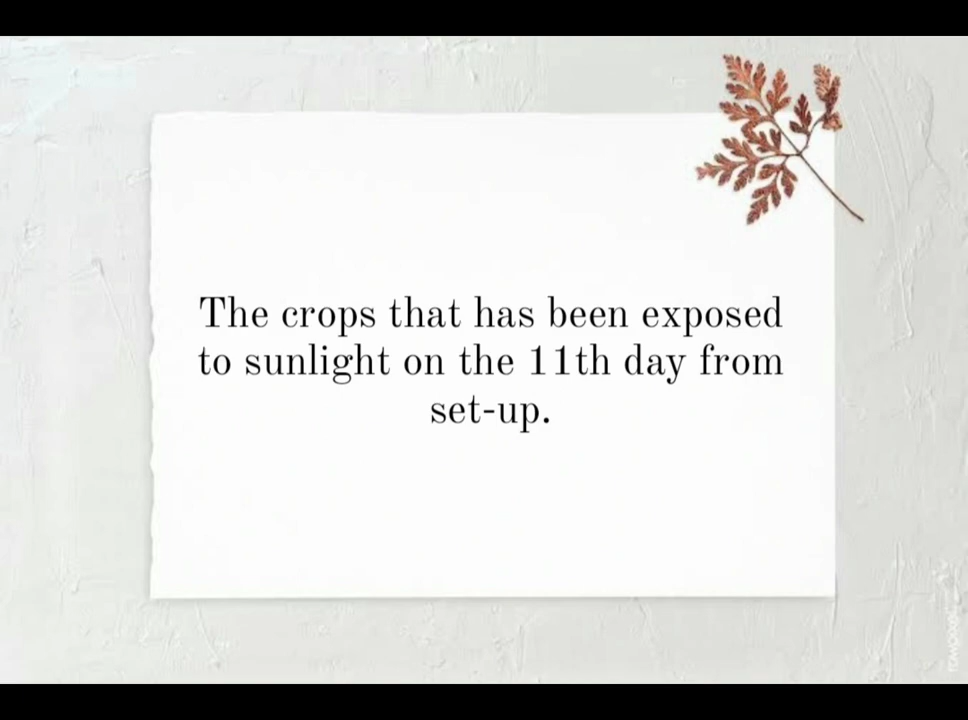 The crops that has been exposed
to sunlight on the 11th day from
set-up.